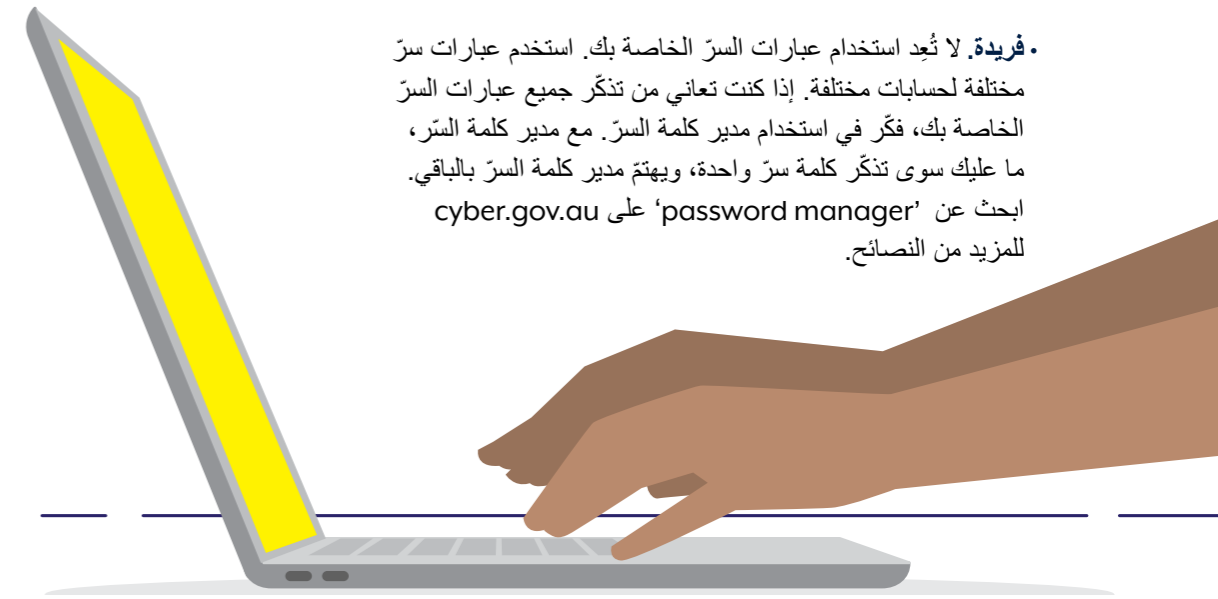 • فريدة. لا تُعِد استخدام عبارات السرّ الخاصة بك. استخدم عبارات سرّ
مختلفة لحسابات مختلفة. إذا كنت تعاني من تذكّر جميع عبارات السرّ
الخاصة بك، فكّر في استخدام مدير كلمة السرّ. مع مدير كلمة السّر،
ما عليك سوى تذكّر كلمة سرّ واحدة، ويهتمّ مدير كلمة السرّ بالباقي.
ابحث عن ’password manager‘ على cyber.gov.au
للمزيد من النصائح.